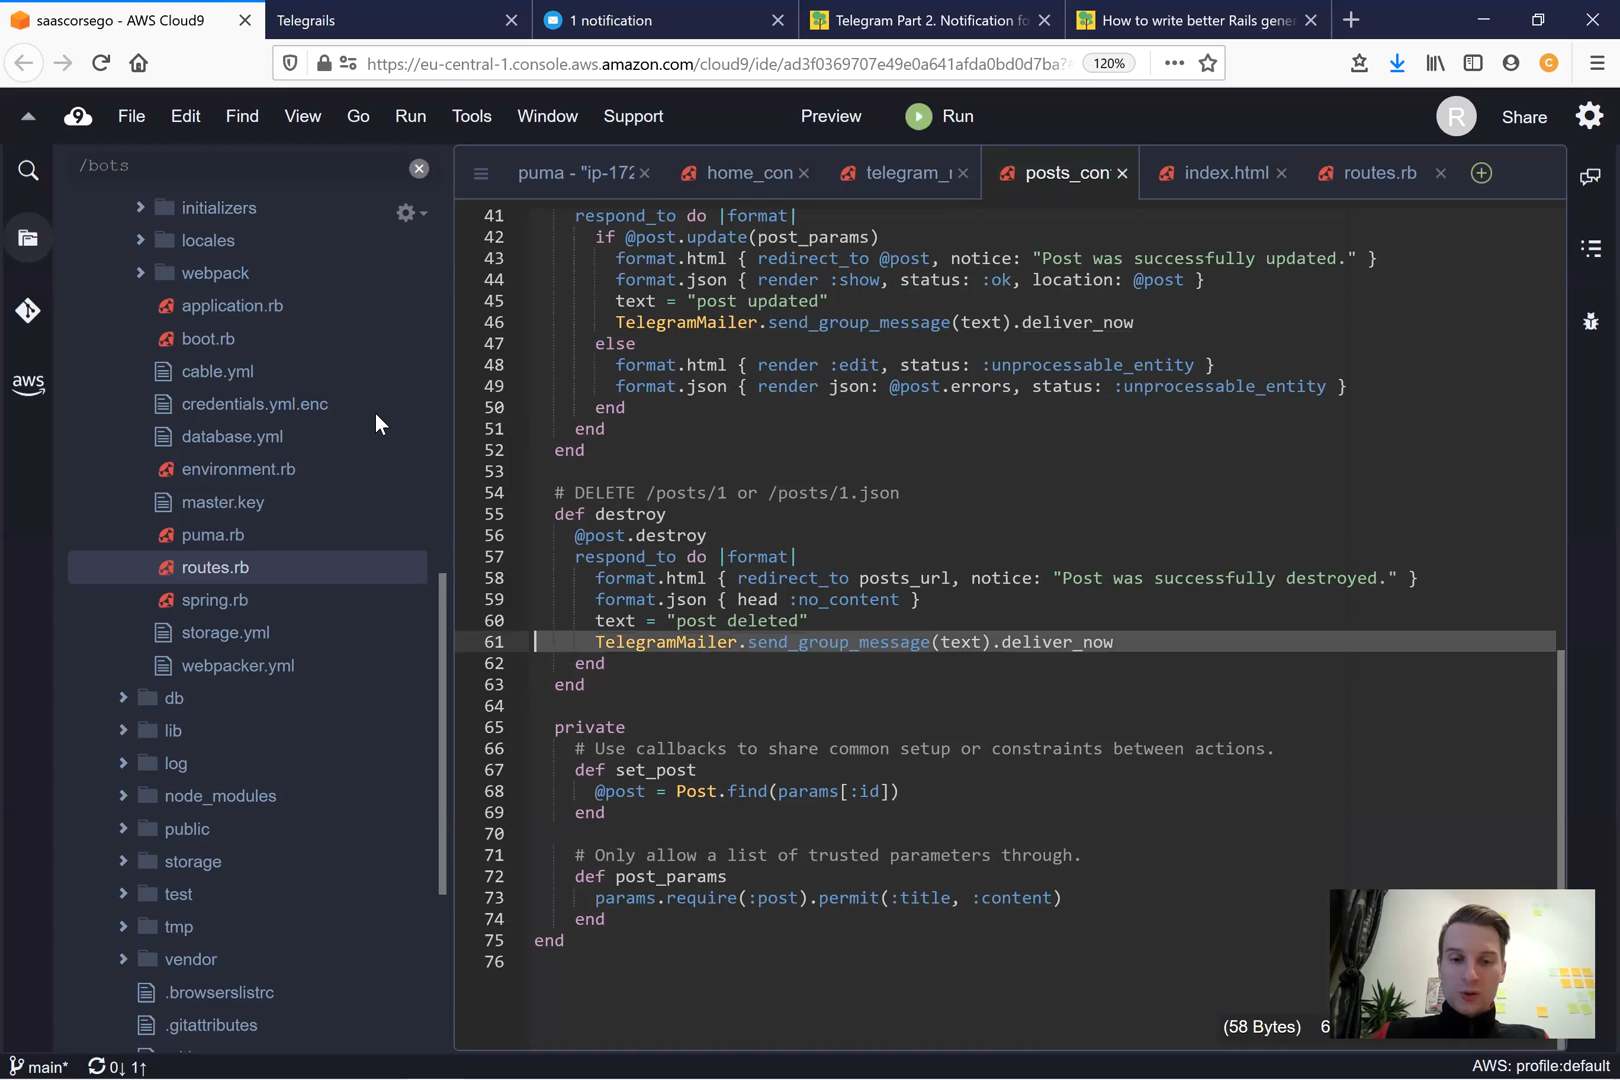 saascorsego - AWS Cloud9
Telegrails
1 notification
Telegram Part 2. Notification fo
How to write better Rails gene
https://eu-central-1.console.aws.amazon.com/cloud9/ide/ad3f0369707e49e0a641afda0bd0d7ba?
120%
C
9
File
Edit
Find
View
Go
Run
Tools
Window
Support
Preview
Run
R
Share
/bots
aws
initializers
locales
webpack
application.rb
boot.rb
cable.yml
credentials.yml.enc
database.yml
environment.rb
master.key
puma.rb
routes.rb
spring.rb
storage.yml
webpacker.yml
db
lib
log
node_modules
public
storage
test
tmp
vendor
.browserslistrc
.gitattributes
puma - "ip-172
home_con
telegram_r
posts_con
index.html
routes.rb
41 respond_to do |format|
42 if @post.update(post_params)
43 format.html { redirect_to @post, notice: "Post was successfully updated." }
44 format.json { render :show, status: :ok, location: @post }
45 text = "post updated"
46 TelegramMailer.send_group_message(text).deliver_now
47 else
48 format.html { render :edit, status: :unprocessable_entity }
49 format.json { render json: @post.errors, status: :unprocessable_entity }
50 end
51 end
52 end
53
54 # DELETE /posts/1 or /posts/1.json
55 def destroy
56 @post.destroy
57 respond_to do |format|
58 format.html { redirect_to posts_url, notice: "Post was successfully destroyed." }
59 format.json { head :no_content }
60 text = "post deleted"
61 TelegramMailer.send_group_message(text).deliver_now
62 end
63 end
64
65 private
66 # Use callbacks to share common setup or constraints between actions.
67 def set_post
68 @post = Post.find(params[:id])
69 end
70
71 # Only allow a list of trusted parameters through.
72 def post_params
73 params.require(:post).permit(:title, :content)
74 end
75 end
76
(58 Bytes) 6
main* 0↓ 1↑
AWS: profile:default